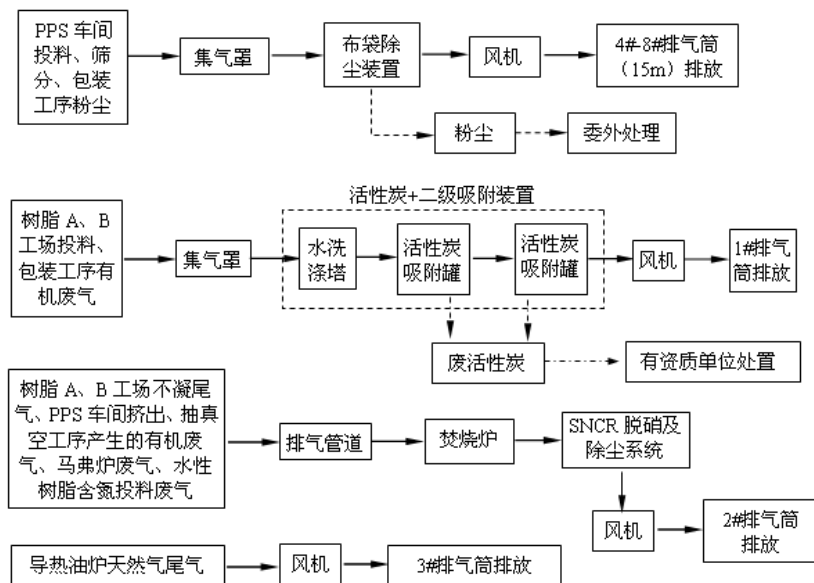 PPS 车间
投料、筛
分、包装
工序粉尘
集气罩
布袋除
尘装置
风机
4#-8#排气筒
（15m）排放
粉尘
委外处理
活性炭+二级吸附装置
树脂 A、B
工场投料、
包装工序有
机废气
集气罩
水洗
涤塔
活性炭
吸附罐
活性炭
吸附罐
风机
1#排气
筒排放
废活性炭
有资质单位处置
树脂 A、B 工场不凝尾
气、PPS 车间挤出、抽真
空工序产生的有机废
气、马弗炉废气、水性
树脂含氮投料废气
排气管道
焚烧炉
SNCR 脱硝及
除尘系统
风机
2#排气筒
排放
导热油炉天然气尾气
风机
3#排气筒排放